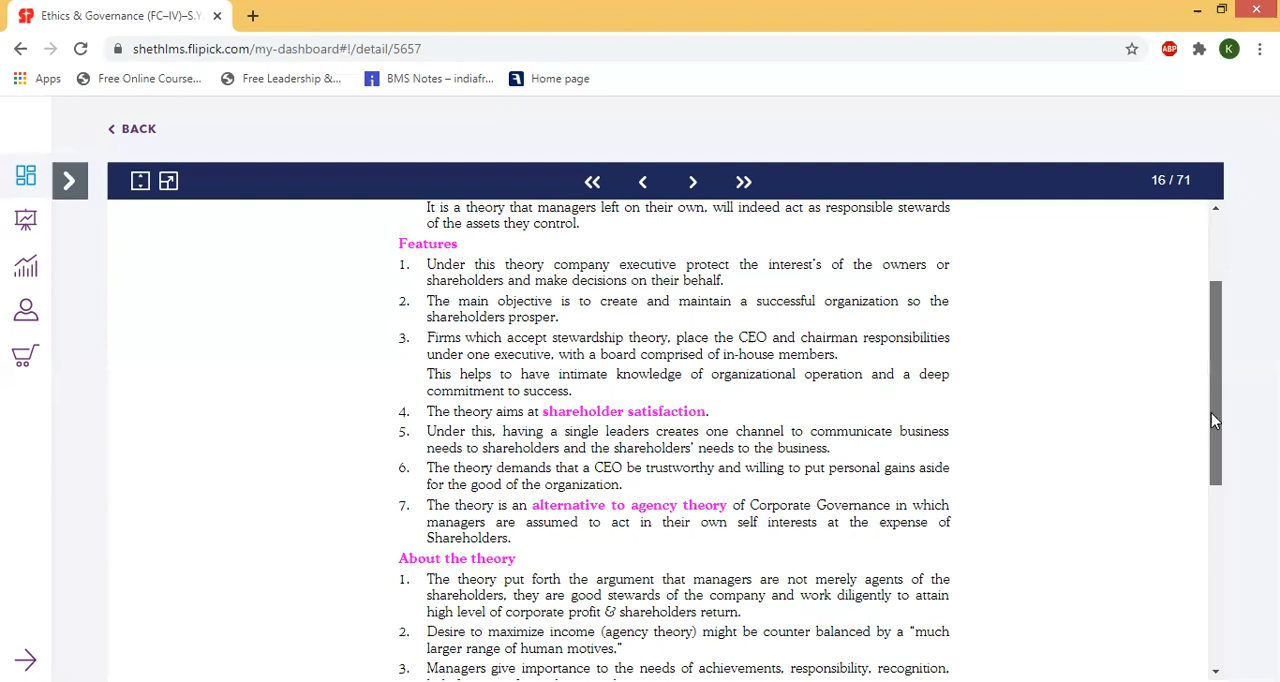 Ethics & Governance (FC–IV)–S.Y.
shethlms.flipick.com/my-dashboard#!/detail/5657
ABP
K
Apps
Free Online Course...
Free Leadership &...
BMS Notes – indiafr...
Home page
BACK
16 / 71
It is a theory that managers left on their own, will indeed act as responsible stewards
of the assets they control.
Features
1. Under this theory company executive protect the interest's of the owners or
shareholders and make decisions on their behalf.
2. The main objective is to create and maintain a successful organization so the
shareholders prosper.
3. Firms which accept stewardship theory, place the CEO and chairman responsibilities
under one executive, with a board comprised of in-house members.
This helps to have intimate knowledge of organizational operation and a deep
commitment to success.
4. The theory aims at shareholder satisfaction.
5. Under this, having a single leaders creates one channel to communicate business
needs to shareholders and the shareholders' needs to the business.
6. The theory demands that a CEO be trustworthy and willing to put personal gains aside
for the good of the organization.
7. The theory is an alternative to agency theory of Corporate Governance in which
managers are assumed to act in their own self interests at the expense of
Shareholders.
About the theory
1. The theory put forth the argument that managers are not merely agents of the
shareholders, they are good stewards of the company and work diligently to attain
high level of corporate profit & shareholders return.
2. Desire to maximize income (agency theory) might be counter balanced by a "much
larger range of human motives."
3. Managers give importance to the needs of achievements, responsibility, recognition,